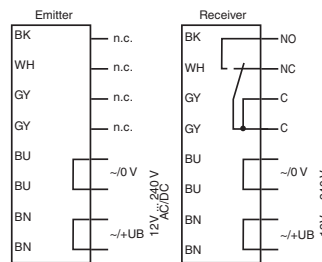 Emitter
BK n.c.
WH n.c.
GY n.c.
GY n.c.
BU
~/0 V
BU
BN
~/+UB
BN
12V ... 240 V
AC/DC
Receiver
BK NO
WH NC
GY C
GY C
BU
~/0 V
BU
BN
~/+UB
BN